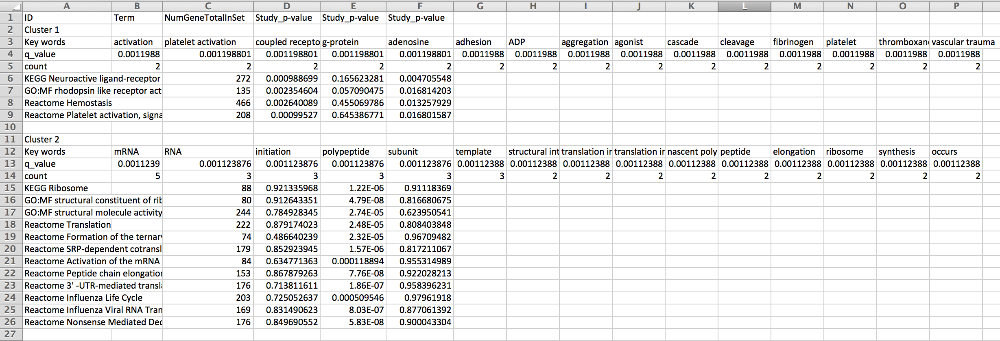 A B C D E F G H I J K L M N O P
1 ID Term NumGeneTotalInSet Study_p-value Study_p-value Study_p-value
2 Cluster 1
3 Key words activation platelet activation coupled recepto g-protein adenosine adhesion ADP aggregation agonist cascade cleavage fibrinogen platelet thromboxan vascular trauma
4 q_value 0.0011988 0.001198801 0.001198801 0.001198801 0.001198801 0.0011988 0.0011988 0.0011988 0.0011988 0.0011988 0.0011988 0.0011988 0.0011988 0.0011988 0.0011988
5 count 2 2 2 2 2 2 2 2 2 2 2 2 2 2 2
6 KEGG Neuroactive ligand-receptor 272 0.000988699 0.165623281 0.004705548
7 GO:MF rhodopsin like receptor act 135 0.002354604 0.057090475 0.016814203
8 Reactome Hemostasis 466 0.002640089 0.455069786 0.013257929
9 Reactome Platelet activation, signa 208 0.00099527 0.645386771 0.016801587
10
11 Cluster 2
12 Key words mRNA RNA initiation polypeptide subunit template structural int translation ir translation ir nascent poly peptide elongation ribosome synthesis occurs
13 q_value 0.0011239 0.001123876 0.001123876 0.001123876 0.001123876 0.00112388 0.00112388 0.00112388 0.00112388 0.00112388 0.00112388 0.00112388 0.00112388 0.00112388 0.00112388
14 count 5 3 3 3 3 3 2 2 2 2 2 2 2 2 2
15 KEGG Ribosome 88 0.921335968 1.22E-06 0.91118369
16 GO:MF structural constituent of rib 80 0.912643351 4.79E-08 0.816680675
17 GO:MF structural molecule activity 244 0.784928345 2.74E-05 0.623950541
18 Reactome Translation 222 0.879174023 2.48E-05 0.808403848
19 Reactome Formation of the ternary 74 0.486640239 2.32E-05 0.96709482
20 Reactome SRP-dependent cotransl 179 0.852923945 1.57E-06 0.817211067
21 Reactome Activation of the mRNA 84 0.634771363 0.000118894 0.955314989
22 Reactome Peptide chain elongation 153 0.867879263 7.76E-08 0.922028213
23 Reactome 3' -UTR-mediated transla 176 0.713811611 1.86E-07 0.958396231
24 Reactome Influenza Life Cycle 203 0.725052637 0.000509546 0.97961918
25 Reactome Influenza Viral RNA Tran 169 0.831490623 8.03E-07 0.877061392
26 Reactome Nonsense Mediated Dec 176 0.849690552 5.83E-08 0.900043304
27